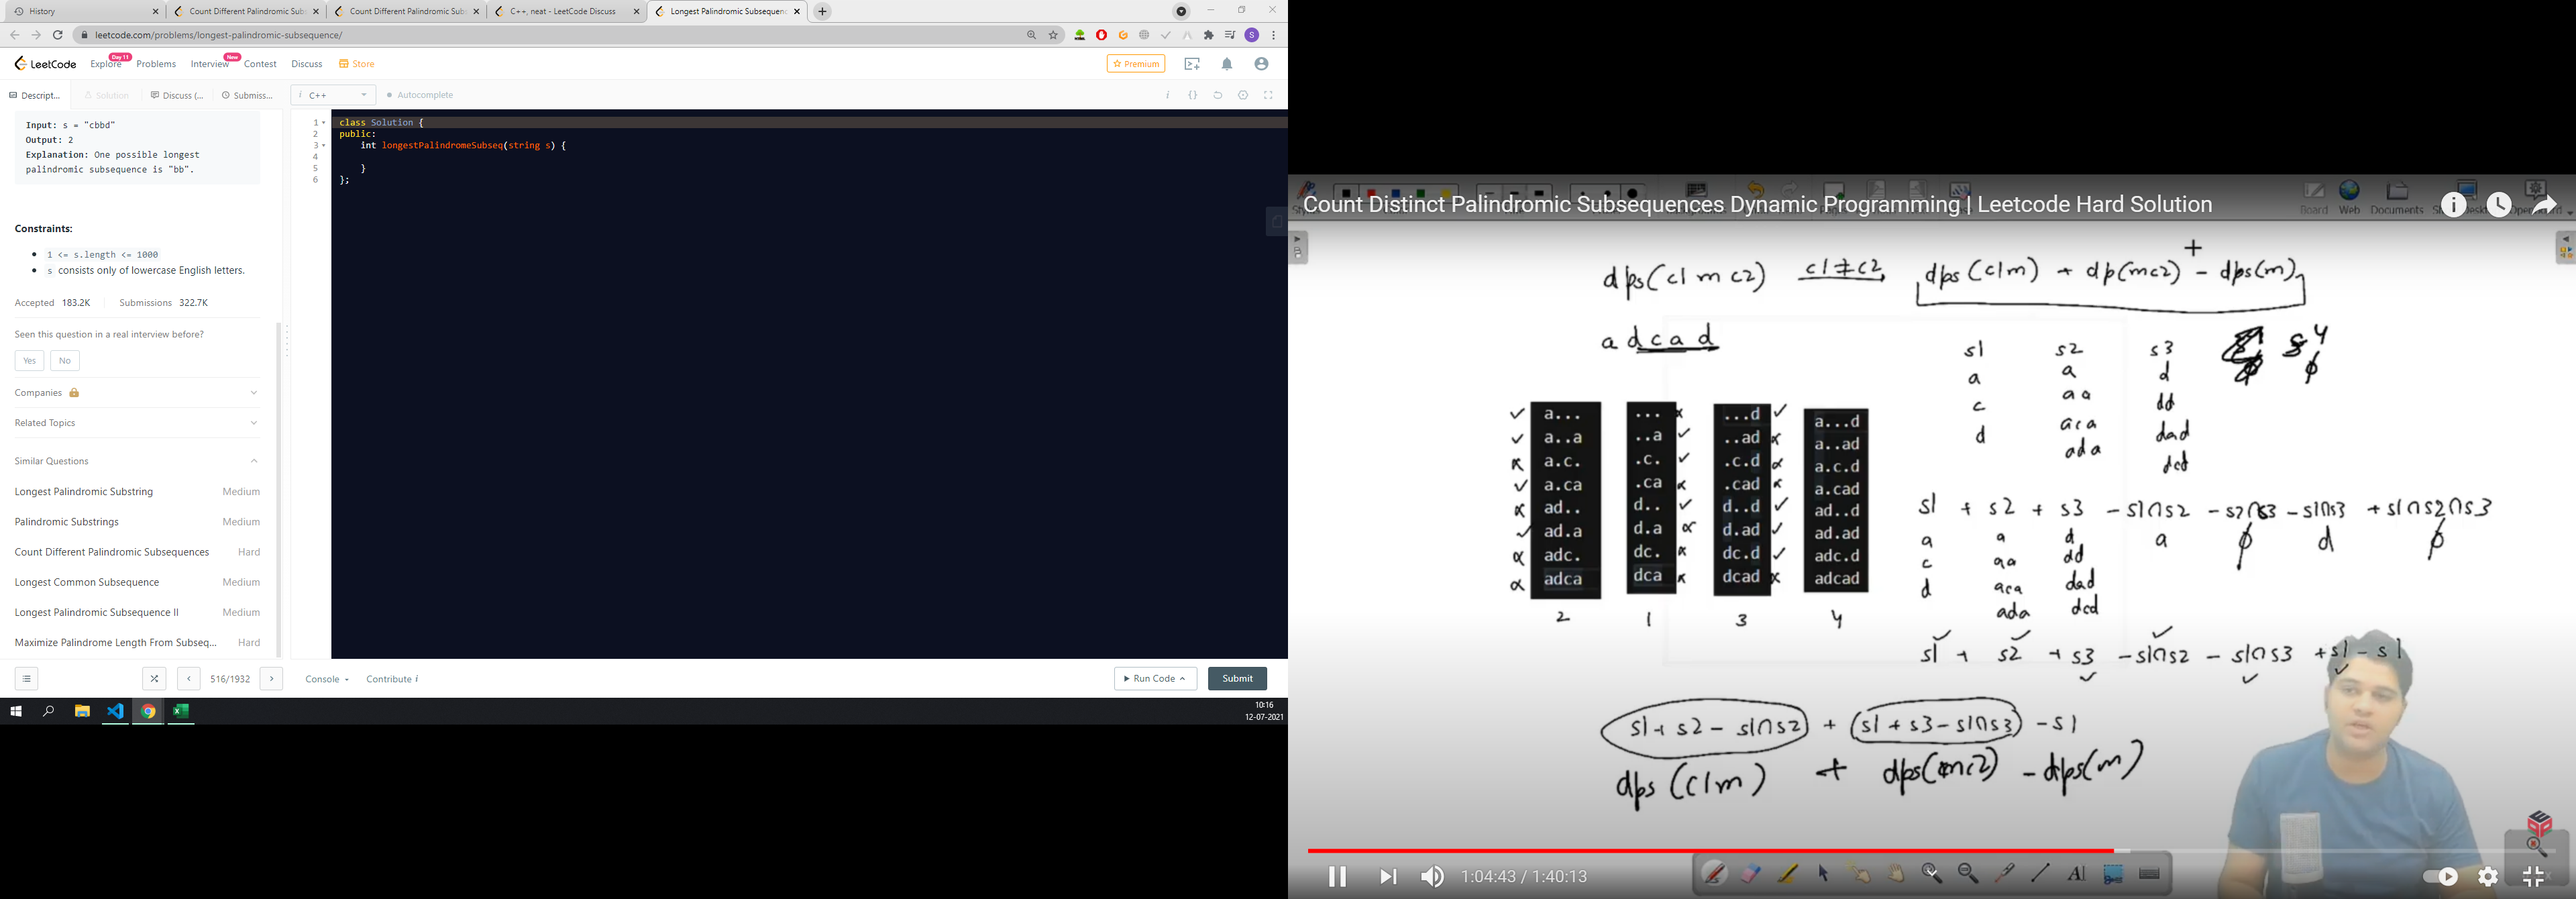 History
Count Different Palindromic Sub
Count Different Palindromic Sub
C++, neat - LeetCode Discuss
Longest Palindromic Subsequenc
leetcode.com/problems/longest-palindromic-subsequence/
S
LeetCode
Explore
Day 11
Problems
Interview
New
Contest
Discuss
Store
Premium
Descript...
Solution
Discuss (...
Submiss...
i C++
Autocomplete
Input: s = "cbbd"
Output: 2
Explanation: One possible longest
palindromic subsequence is "bb".
Constraints:
1 <= s.length <= 1000
s consists only of lowercase English letters.
Accepted 183.2K Submissions 322.7K
Seen this question in a real interview before?
Yes No
Companies
Related Topics
Similar Questions
Longest Palindromic Substring Medium
Palindromic Substrings Medium
Count Different Palindromic Subsequences Hard
Longest Common Subsequence Medium
Longest Palindromic Subsequence II Medium
Maximize Palindrome Length From Subseq... Hard
1 class Solution {
2 public:
3 int longestPalindromeSubseq(string s) {
4
5 }
6 };
516/1932
Console
Contribute i
Run Code
Submit
10:16
12-07-2021
Count Distinct Palindromic Subsequences Dynamic Programming | Leetcode Hard Solution
Board Web Documents
dps(c1 m c2) c1≠c2 dps(c1m) + dp(mc2) - dps(m)
+
a d c a d
s1 s2 s3 s4
a a d ϕ
c aa dd
d aca dad
ada dcd
✓ a... ... x ...d ✓ a...d
✓ a..a ..a ✓ ..ad x a..ad
x a.c. .c. ✓ .c.d x a.c.d
✓ a.ca .ca x .cad x a.cad
x ad.. d.. ✓ d..d ✓ ad..d
✓ ad.a d.a x d.ad ✓ ad.ad
x adc. dc. x dc.d ✓ adc.d
x adca dca x dcad x adcad
2 1 3 4
s1 + s2 + s3 - s1∩s2 - s2∩s3 - s1∩s3 + s1∩s2∩s3
a a d a ϕ d ϕ
c aa dd
d aca dad
ada dcd
s1 + s2 + s3 - s1∩s2 - s1∩s3 + s1 - s1
s1 + s2 - s1∩s2 + (s1 + s3 - s1∩s3) - s1
dps (c1m) + dps(mc2) - dps(m)
1:04:43 / 1:40:13